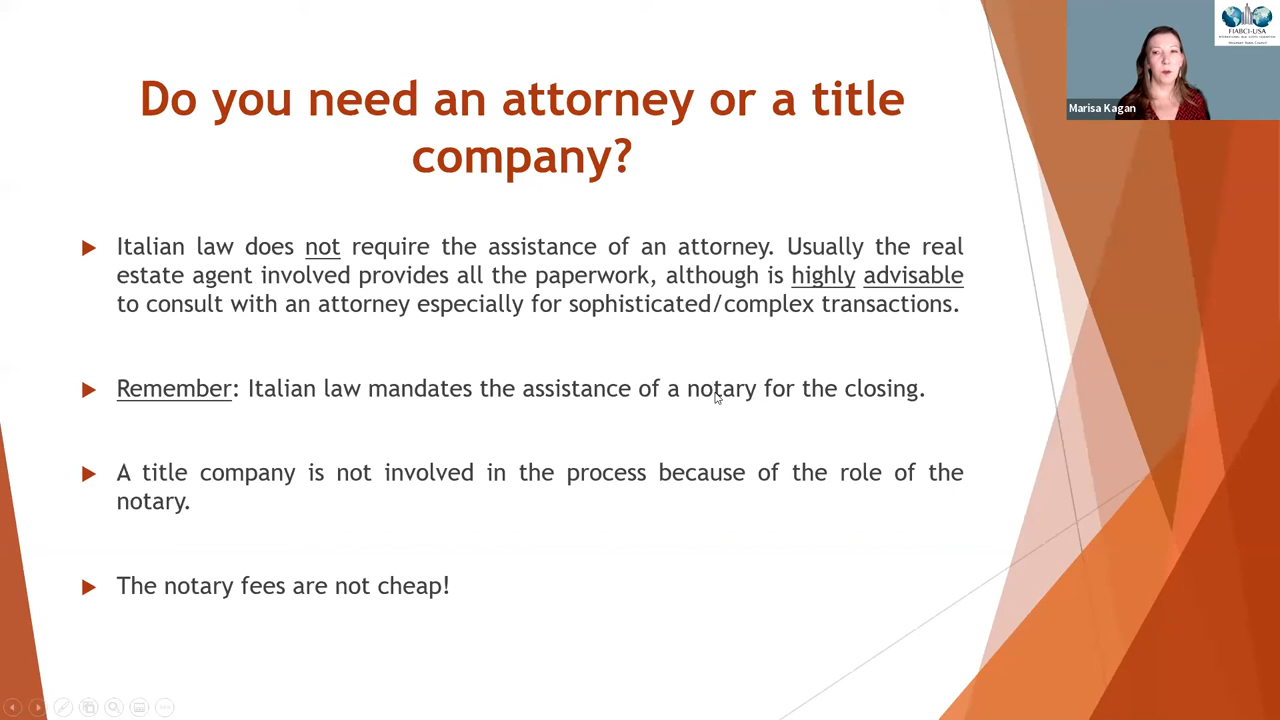 Do you need an attorney or a title
company?
Italian law does not require the assistance of an attorney. Usually the real
estate agent involved provides all the paperwork, although is highly advisable
to consult with an attorney especially for sophisticated/complex transactions.
Remember: Italian law mandates the assistance of a notary for the closing.
A title company is not involved in the process because of the role of the
notary.
The notary fees are not cheap!
Marisa Kagan
FIABCI-USA